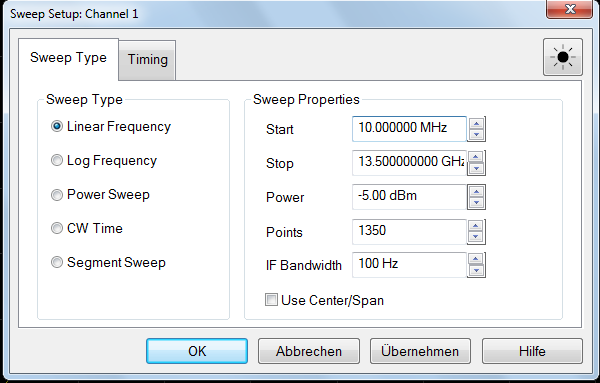 Sweep Setup: Channel 1
Sweep Type
Timing
Sweep Type
Linear Frequency
Log Frequency
Power Sweep
CW Time
Segment Sweep
Sweep Properties
Start 10.000000 MHz
Stop 13.500000000 GHz
Power -5.00 dBm
Points 1350
IF Bandwidth 100 Hz
Use Center/Span
OK Abbrechen Übernehmen Hilfe